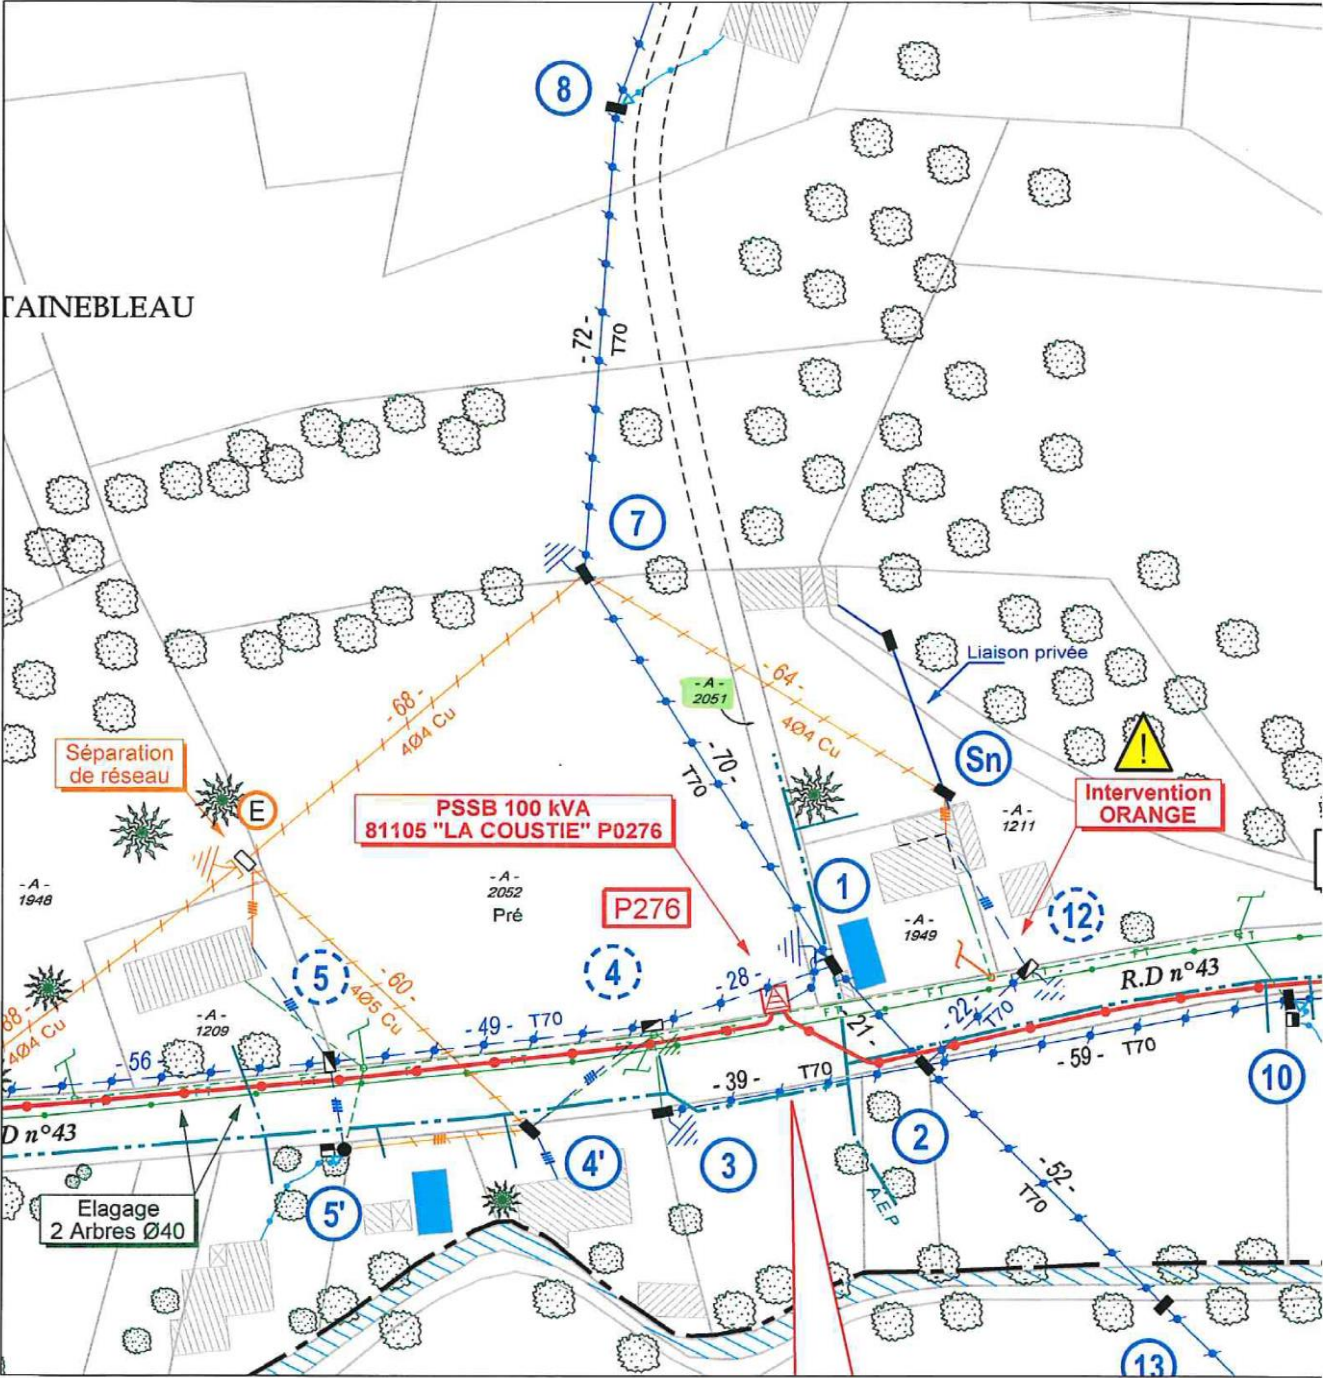 8
TAINEBLEAU
- 72 -
T70
7
Liaison privée
- 68 -
4Ø4 Cu
- 64 -
4Ø4 Cu
- A -
2051
Sn
Séparation
de réseau
E
- 70 -
T70
PSSB 100 kVA
81105 "LA COUSTIE" P0276
Intervention
ORANGE
!
- A -
1211
- A -
1948
- A -
2052
Pré
P276
1
- A -
1949
12
5
4
- 28 -
R.D n°43
- 60 -
4Ø5 Cu
4Ø4 Cu
- A -
1209
- 56
- 49 - T70
- 21 -
- 22 -
T70
F T
- 39 - T70
- 59 - T70
10
D n°43
2
4'
3
- 52 -
T70
A.E.P
Elagage
2 Arbres Ø40
5'
13